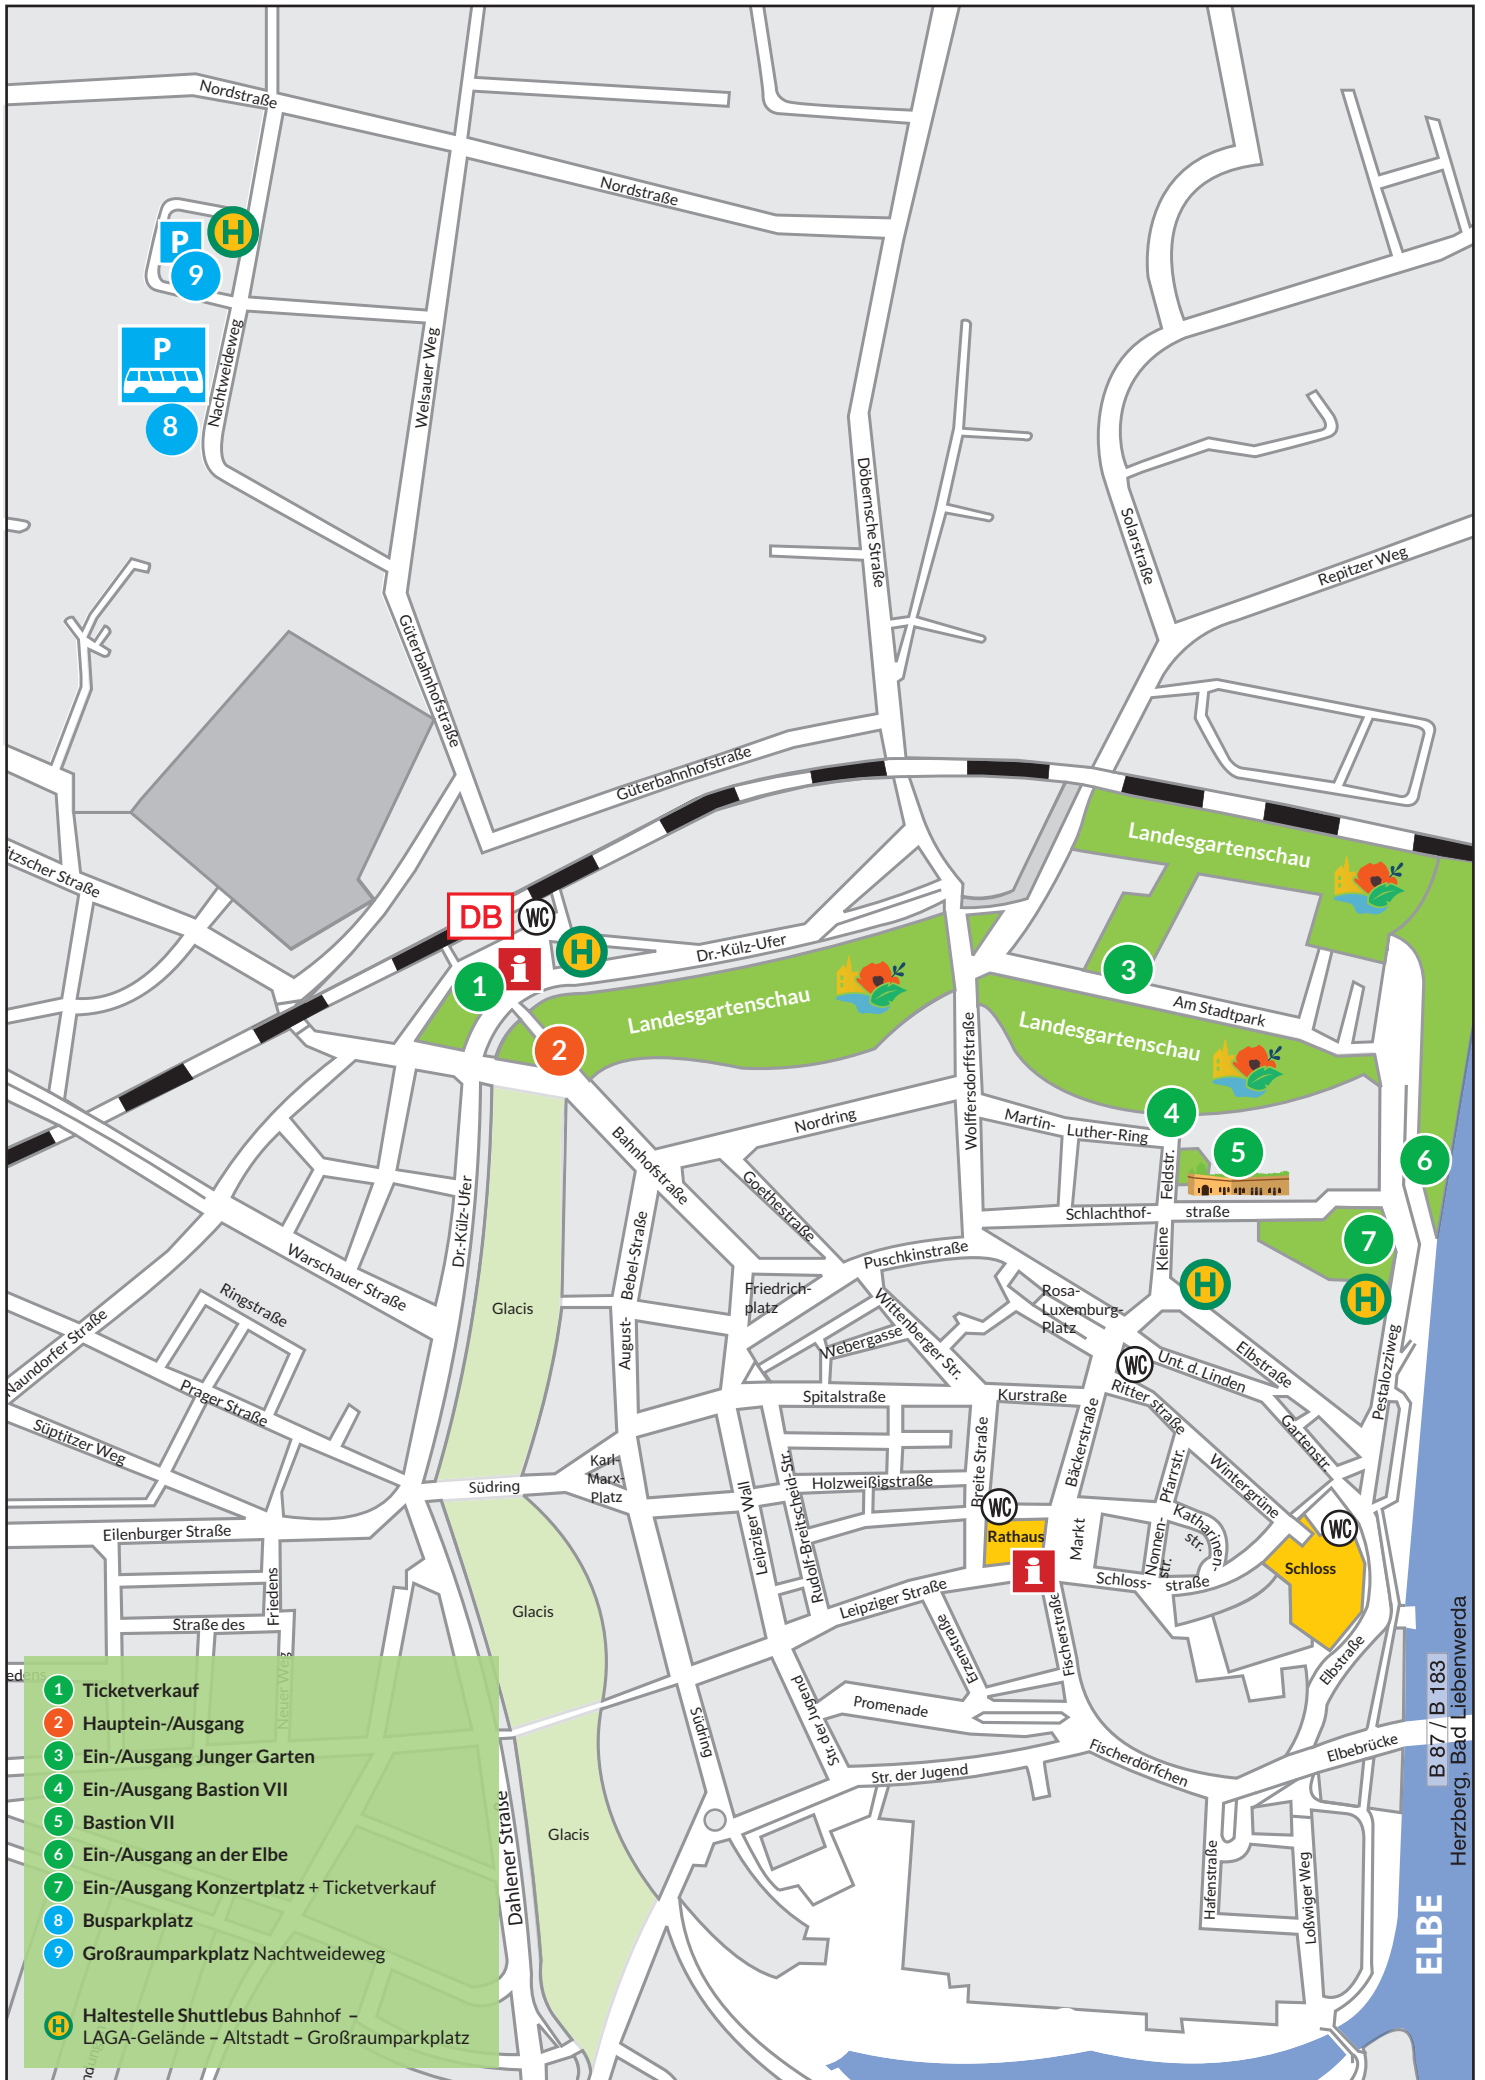 Nordstraße
Nordstraße
P
H
9
P
8
Nachtweideweg
Welsauer Weg
Döbernsche Straße
Solarstraße
Repitzer Weg
Güterbahnhofstraße
Güterbahnhofstraße
itzscher Straße
Landesgartenschau
DB
WC
H
i
1
Dr.-Külz-Ufer
3
Landesgartenschau
Am Stadtpark
Landesgartenschau
2
Wolffersdorffstraße
4
5
6
Nordring
Martin-
Luther-Ring
Bahnhofstraße
Goethestraße
Feldstr.
Kleine
Schlachthof-
straße
7
H
H
Dr.-Külz-Ufer
Bebel-Straße
August-
Puschkinstraße
Warschauer Straße
Ringstraße
Glacis
Friedrich-
platz
Rosa-
Luxemburg-
Platz
Wittenberger Str.
Webergasse
WC
Unt. d. Linden
Elbstraße
Pestalozziweg
Naundorfer Straße
Prager Straße
Süptitzer Weg
Spitalstraße
Kurstraße
Ritter straße
Gartenstr.
Breite Straße
Bäckerstraße
Pfarrstr.
Wintergrüne
Karl-
Marx-
Platz
Südring
Holzweißigstraße
Leipziger Wall
Rudolf-Breitscheid-Str.
WC
Rathaus
i
Markt
Nonnen-
str.
Katharinen-
str.
WC
Schloss
Eilenburger Straße
Schloss-
straße
Leipziger Straße
Friedens
Straße des
Glacis
Erzenstraße
Fischerstraße
Elbstraße
edens
Neuer Weg
Südring
Str. der Jugend
Promenade
Str. der Jugend
Fischerdörfchen
Elbebrücke
B 87 / B 183
Herzberg, Bad Liebenwerda
Glacis
Dahlener Straße
Hafenstraße
Loßwiger Weg
ELBE
1 Ticketverkauf
2 Hauptein-/Ausgang
3 Ein-/Ausgang Junger Garten
4 Ein-/Ausgang Bastion VII
5 Bastion VII
6 Ein-/Ausgang an der Elbe
7 Ein-/Ausgang Konzertplatz + Ticketverkauf
8 Busparkplatz
9 Großraumparkplatz Nachtweideweg
H Haltestelle Shuttlebus Bahnhof –
LAGA-Gelände – Altstadt – Großraumparkplatz